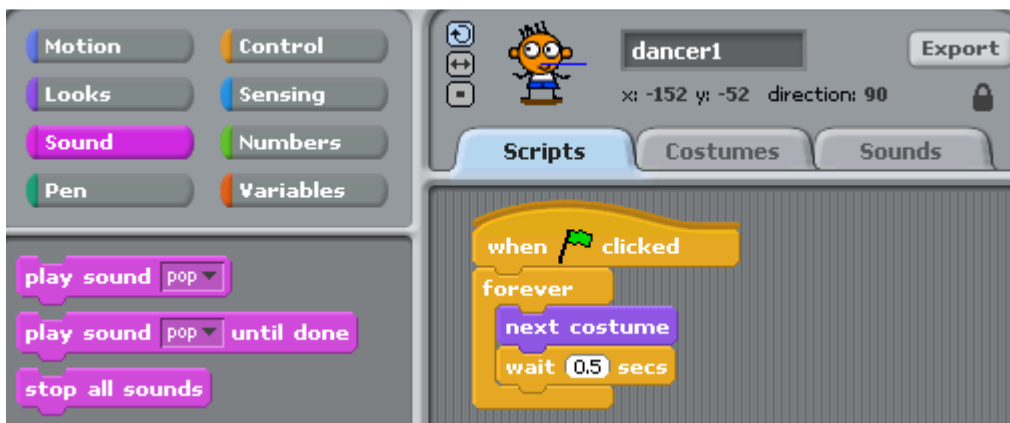 Motion Control
Looks Sensing
Sound Numbers
Pen Variables
play sound pop
play sound pop until done
stop all sounds
dancer1
Export
x: -152 y: -52 direction: 90
Scripts Costumes Sounds
when clicked
forever
next costume
wait 0.5 secs